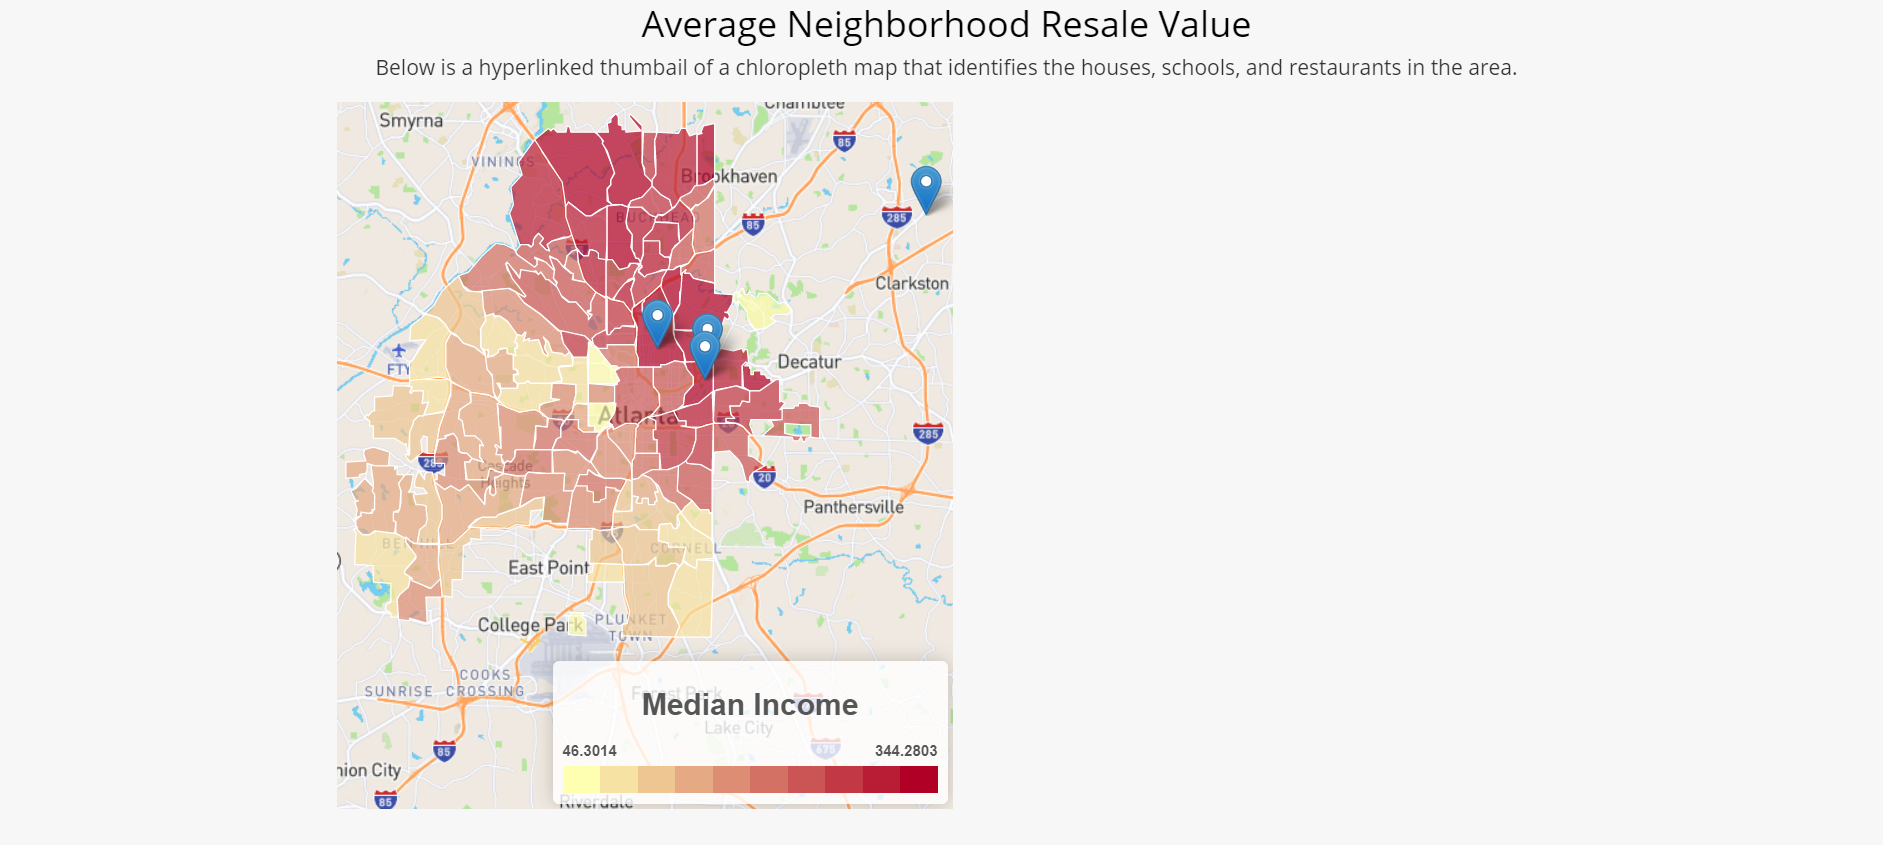 Average Neighborhood Resale Value
Below is a hyperlinked thumbail of a chloropleth map that identifies the houses, schools, and restaurants in the area.
Chamblee
Smyrna
85
VININGS
Brookhaven
285
BUCKHEAD
85
Clarkston
Decatur
FTY
Atlanta
285
285
Cascade
Heights
20
Panthersville
BEN HILL
CORNELL
East Point
College Park
PLUNKET
TOWN
COOKS
SUNRISE CROSSING
Forest Park
Median Income
Lake City
46.3014 344.2803
675
85
nion City
85
Riverdale